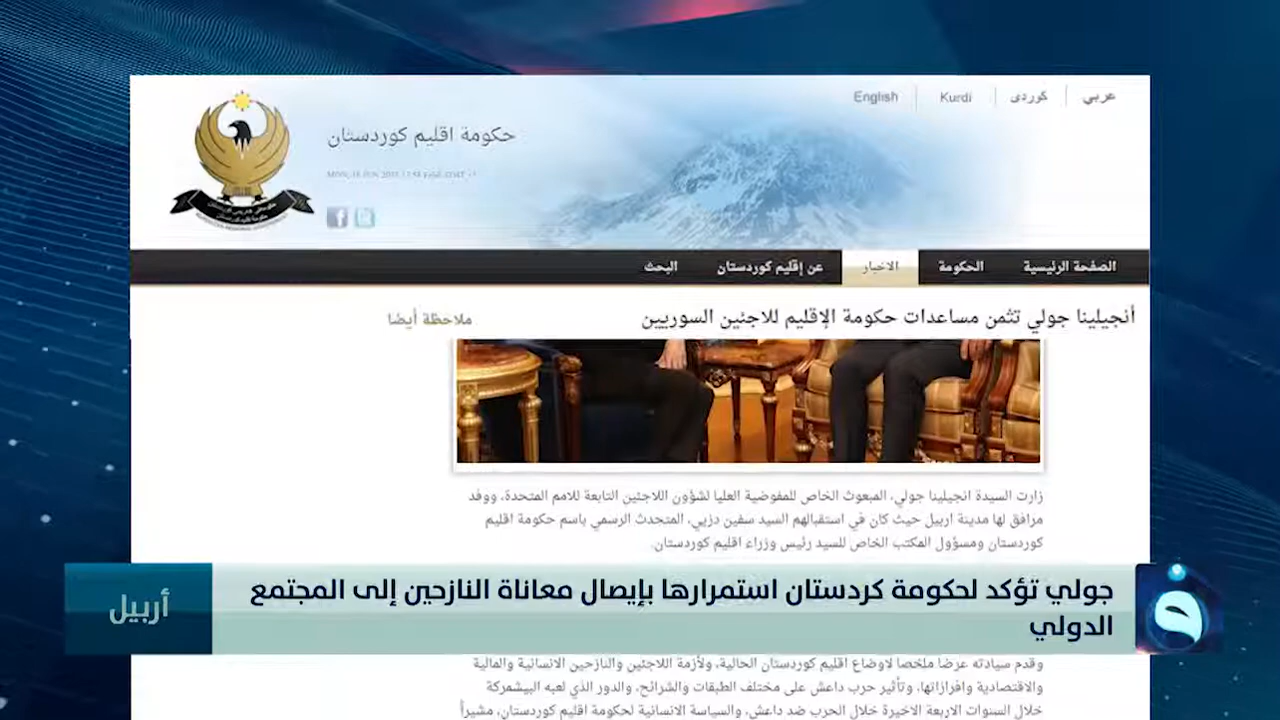 عربي
كوردى
Kurdi
English
حكومة اقليم كوردستان
الصفحة الرئيسية
الحكومة
الاخبار
عن إقليم كوردستان
البحث
أنجيلينا جولي تثمن مساعدات حكومة الإقليم للاجئين السوريين
ملاحظة أيضا
زارت السيدة انجيلينا جولي، المبعوث الخاص للمفوضية العليا لشؤون اللاجئين التابعة للامم المتحدة، ووفد
مرافق لها مدينة اربيل حيث كان في استقبالهم السيد سفين دزيي، المتحدث الرسمي باسم حكومة اقليم
كوردستان ومسؤول المكتب الخاص للسيد رئيس وزراء اقليم كوردستان.
جولي تؤكد لحكومة كردستان استمرارها بإيصال معاناة النازحين إلى المجتمع
الدولي
أربيل
وقدم سيادته عرضا ملخصا لاوضاع اقليم كوردستان الحالية، ولأزمة اللاجئين والنازحين الانسانية والمالية
والاقتصادية وافرازاتها، وتأثير حرب داعش على مختلف الطبقات والشرائح، والدور الذي لعبه البيشمركة
خلال السنوات الاربعة الاخيرة خلال الحرب ضد داعش، والسياسة الانسانية لحكومة اقليم كوردستان، مشيراً